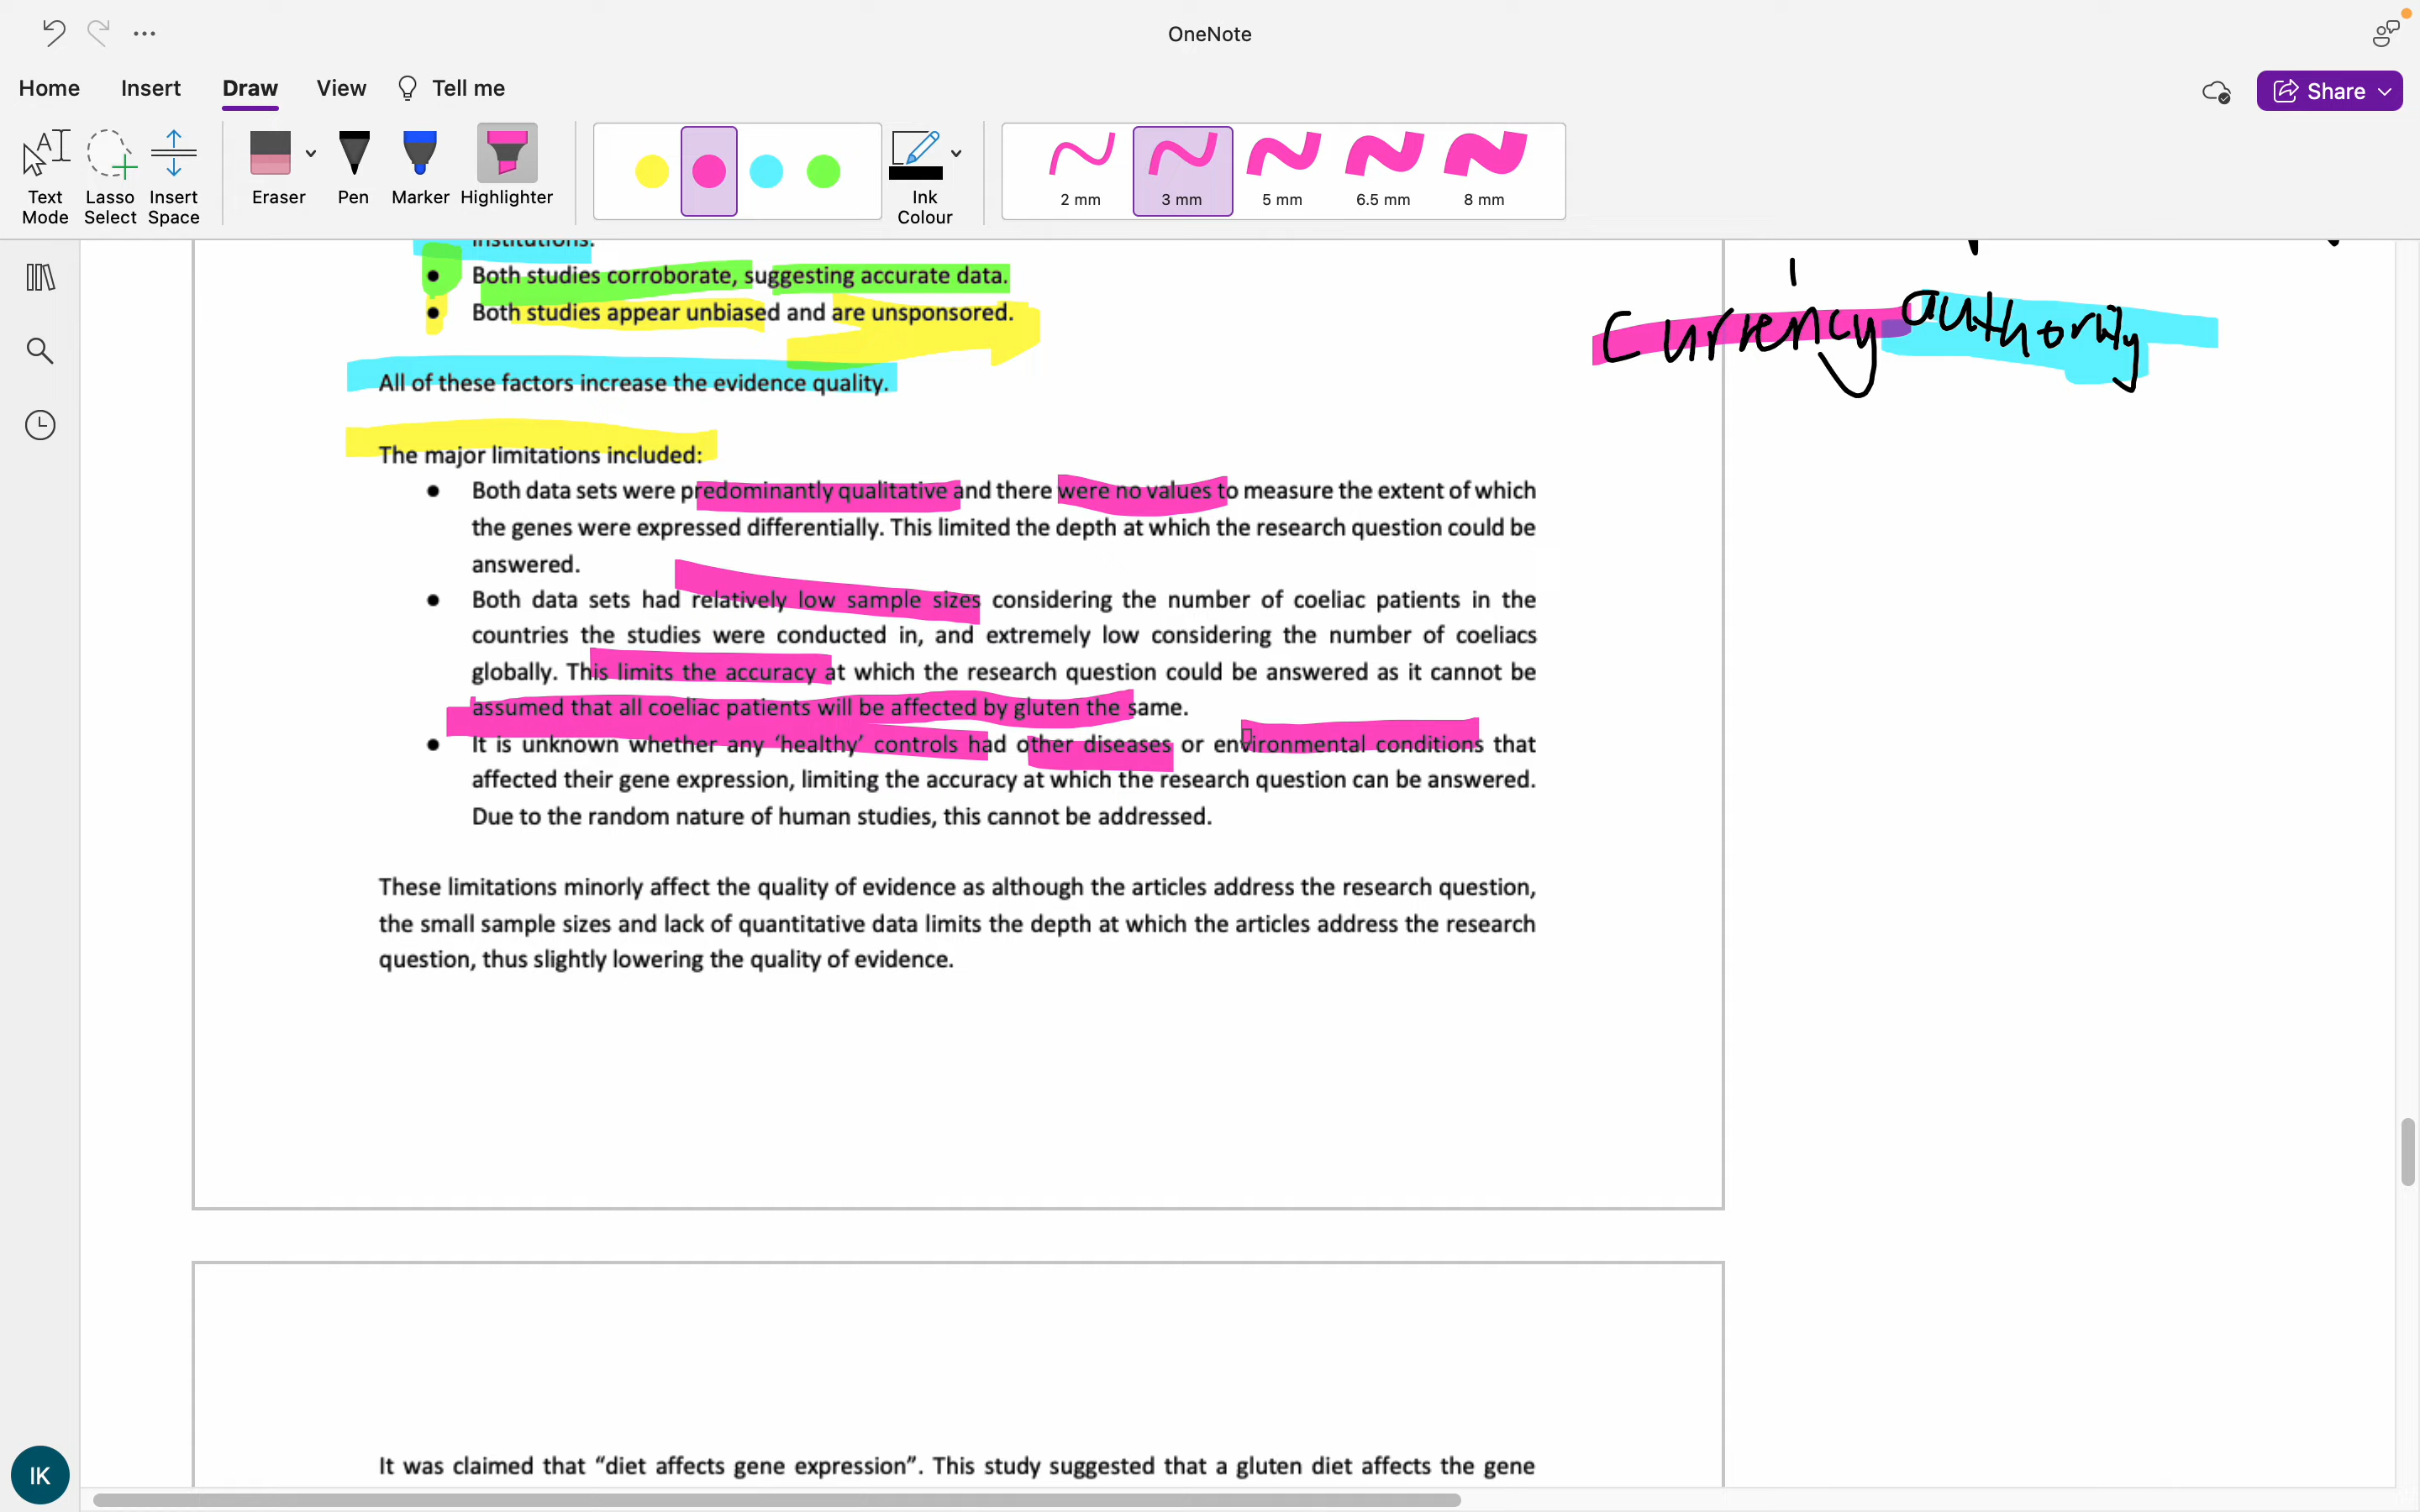 OneNote
Home Insert Draw View Tell me
Share
Text Mode
Lasso Select
Insert Space
Eraser
Pen
Marker
Highlighter
Ink Colour
2 mm
3 mm
5 mm
6.5 mm
8 mm
institutions.
● Both studies corroborate, suggesting accurate data.
● Both studies appear unbiased and are unsponsored.
currency authority
All of these factors increase the evidence quality.
The major limitations included:
● Both data sets were predominantly qualitative and there were no values to measure the extent of which
the genes were expressed differentially. This limited the depth at which the research question could be
answered.
● Both data sets had relatively low sample sizes considering the number of coeliac patients in the
countries the studies were conducted in, and extremely low considering the number of coeliacs
globally. This limits the accuracy at which the research question could be answered as it cannot be
assumed that all coeliac patients will be affected by gluten the same.
● It is unknown whether any ‘healthy’ controls had other diseases or environmental conditions that
affected their gene expression, limiting the accuracy at which the research question can be answered.
Due to the random nature of human studies, this cannot be addressed.
These limitations minorly affect the quality of evidence as although the articles address the research question,
the small sample sizes and lack of quantitative data limits the depth at which the articles address the research
question, thus slightly lowering the quality of evidence.
It was claimed that “diet affects gene expression”. This study suggested that a gluten diet affects the gene
IK